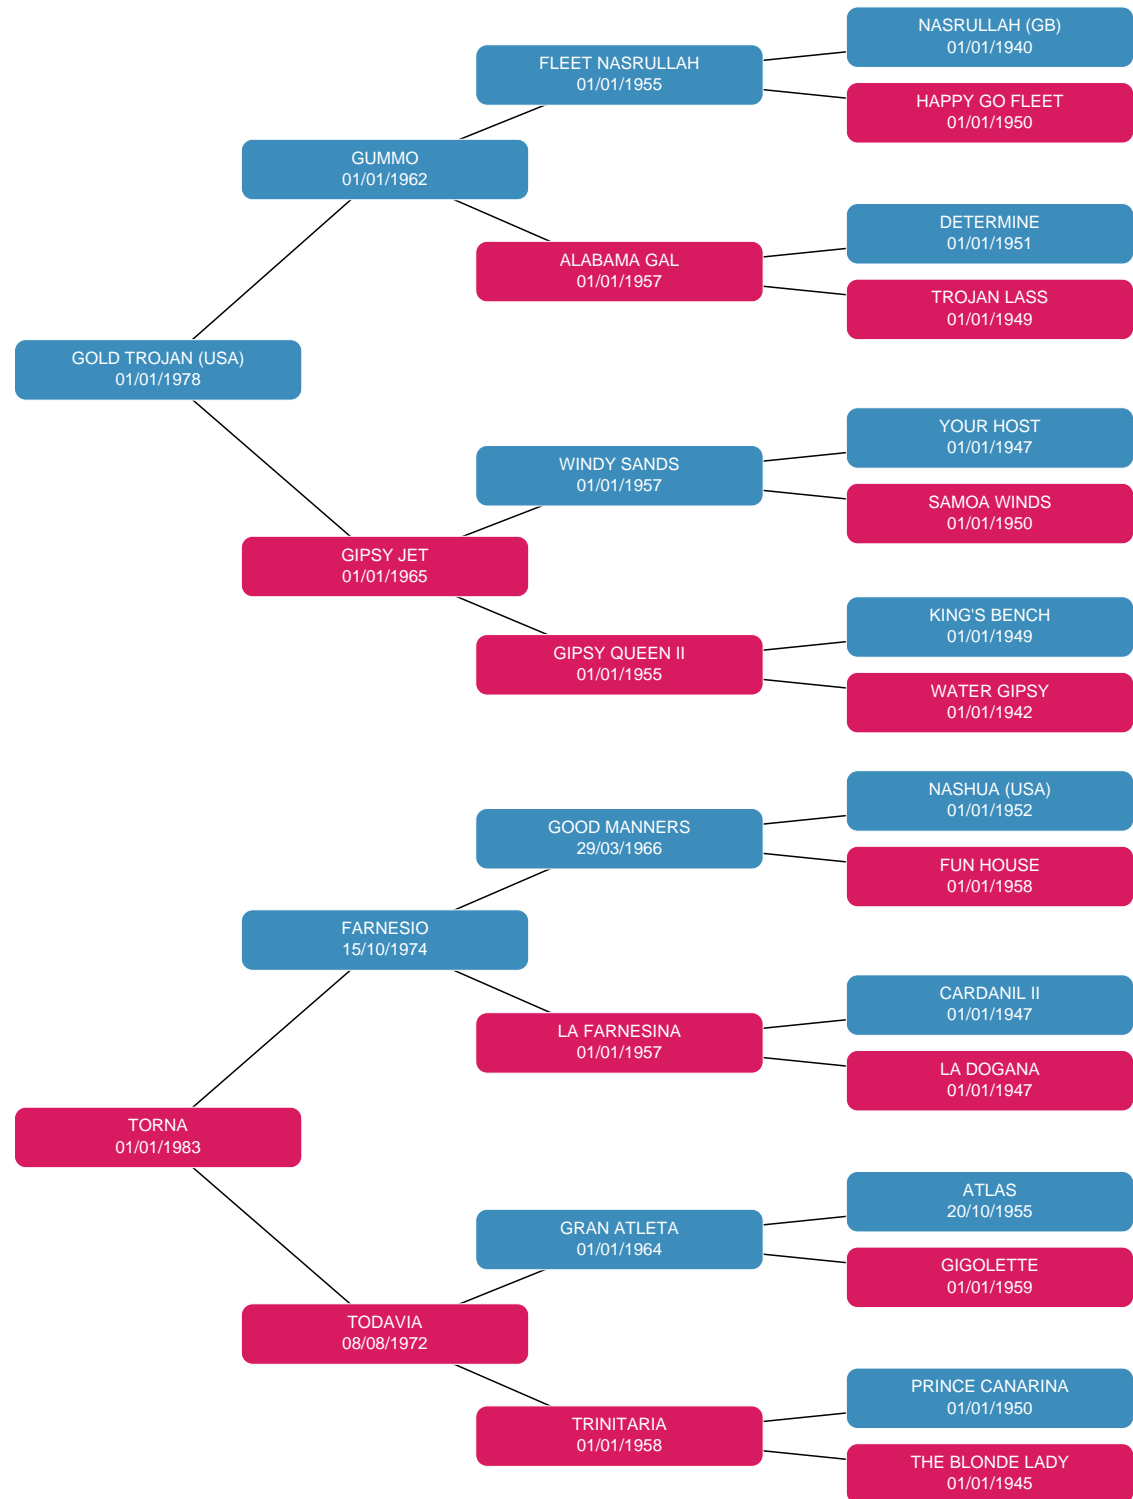 NASRULLAH (GB)
01/01/1940
FLEET NASRULLAH
01/01/1955
HAPPY GO FLEET
01/01/1950
GUMMO
01/01/1962
DETERMINE
01/01/1951
ALABAMA GAL
01/01/1957
TROJAN LASS
01/01/1949
GOLD TROJAN (USA)
01/01/1978
YOUR HOST
01/01/1947
WINDY SANDS
01/01/1957
SAMOA WINDS
01/01/1950
GIPSY JET
01/01/1965
KING'S BENCH
01/01/1949
GIPSY QUEEN II
01/01/1955
WATER GIPSY
01/01/1942
NASHUA (USA)
01/01/1952
GOOD MANNERS
29/03/1966
FUN HOUSE
01/01/1958
FARNESIO
15/10/1974
CARDANIL II
01/01/1947
LA FARNESINA
01/01/1957
LA DOGANA
01/01/1947
TORNA
01/01/1983
ATLAS
20/10/1955
GRAN ATLETA
01/01/1964
GIGOLETTE
01/01/1959
TODAVIA
08/08/1972
PRINCE CANARINA
01/01/1950
TRINITARIA
01/01/1958
THE BLONDE LADY
01/01/1945